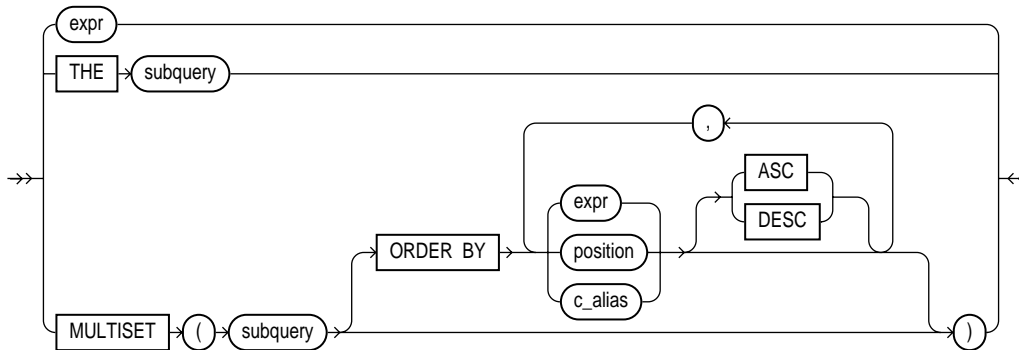 expr
THE subquery
,
ASC
expr
DESC
ORDER BY position
c_alias
MULTISET ( subquery )